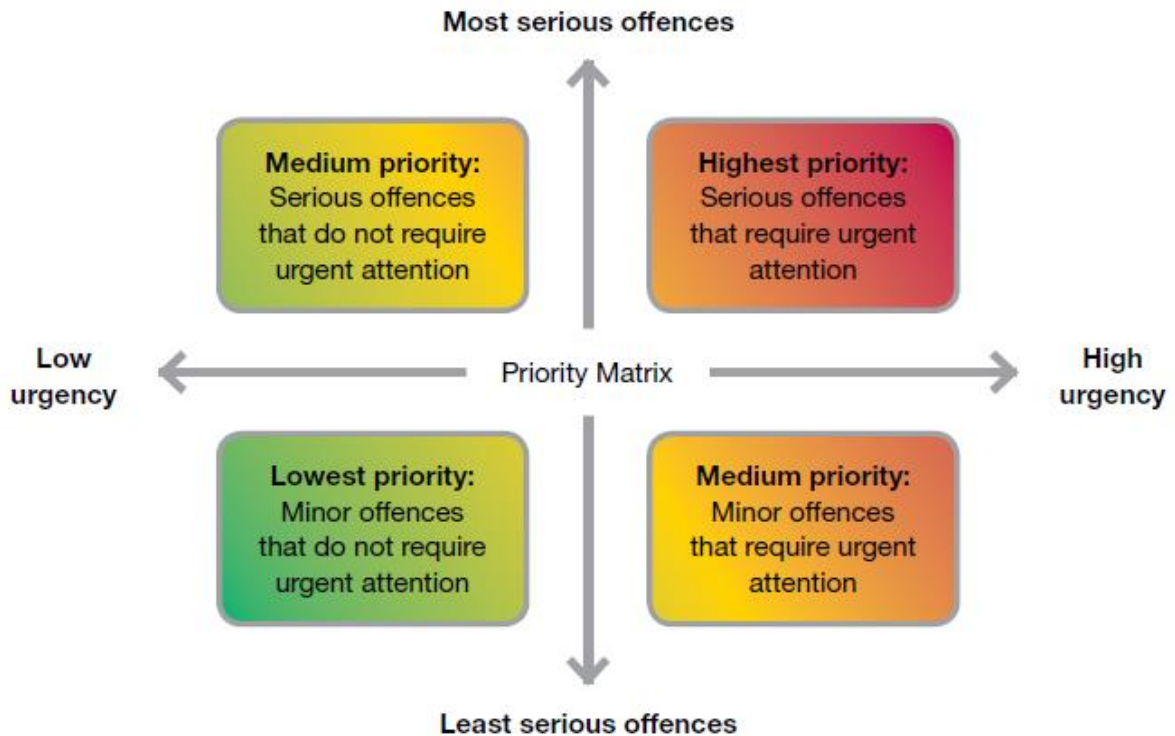 Most serious offences
Medium priority:
Serious offences
that do not require
urgent attention
Highest priority:
Serious offences
that require urgent
attention
Low
urgency
Priority Matrix
High
urgency
Lowest priority:
Minor offences
that do not require
urgent attention
Medium priority:
Minor offences
that require urgent
attention
Least serious offences